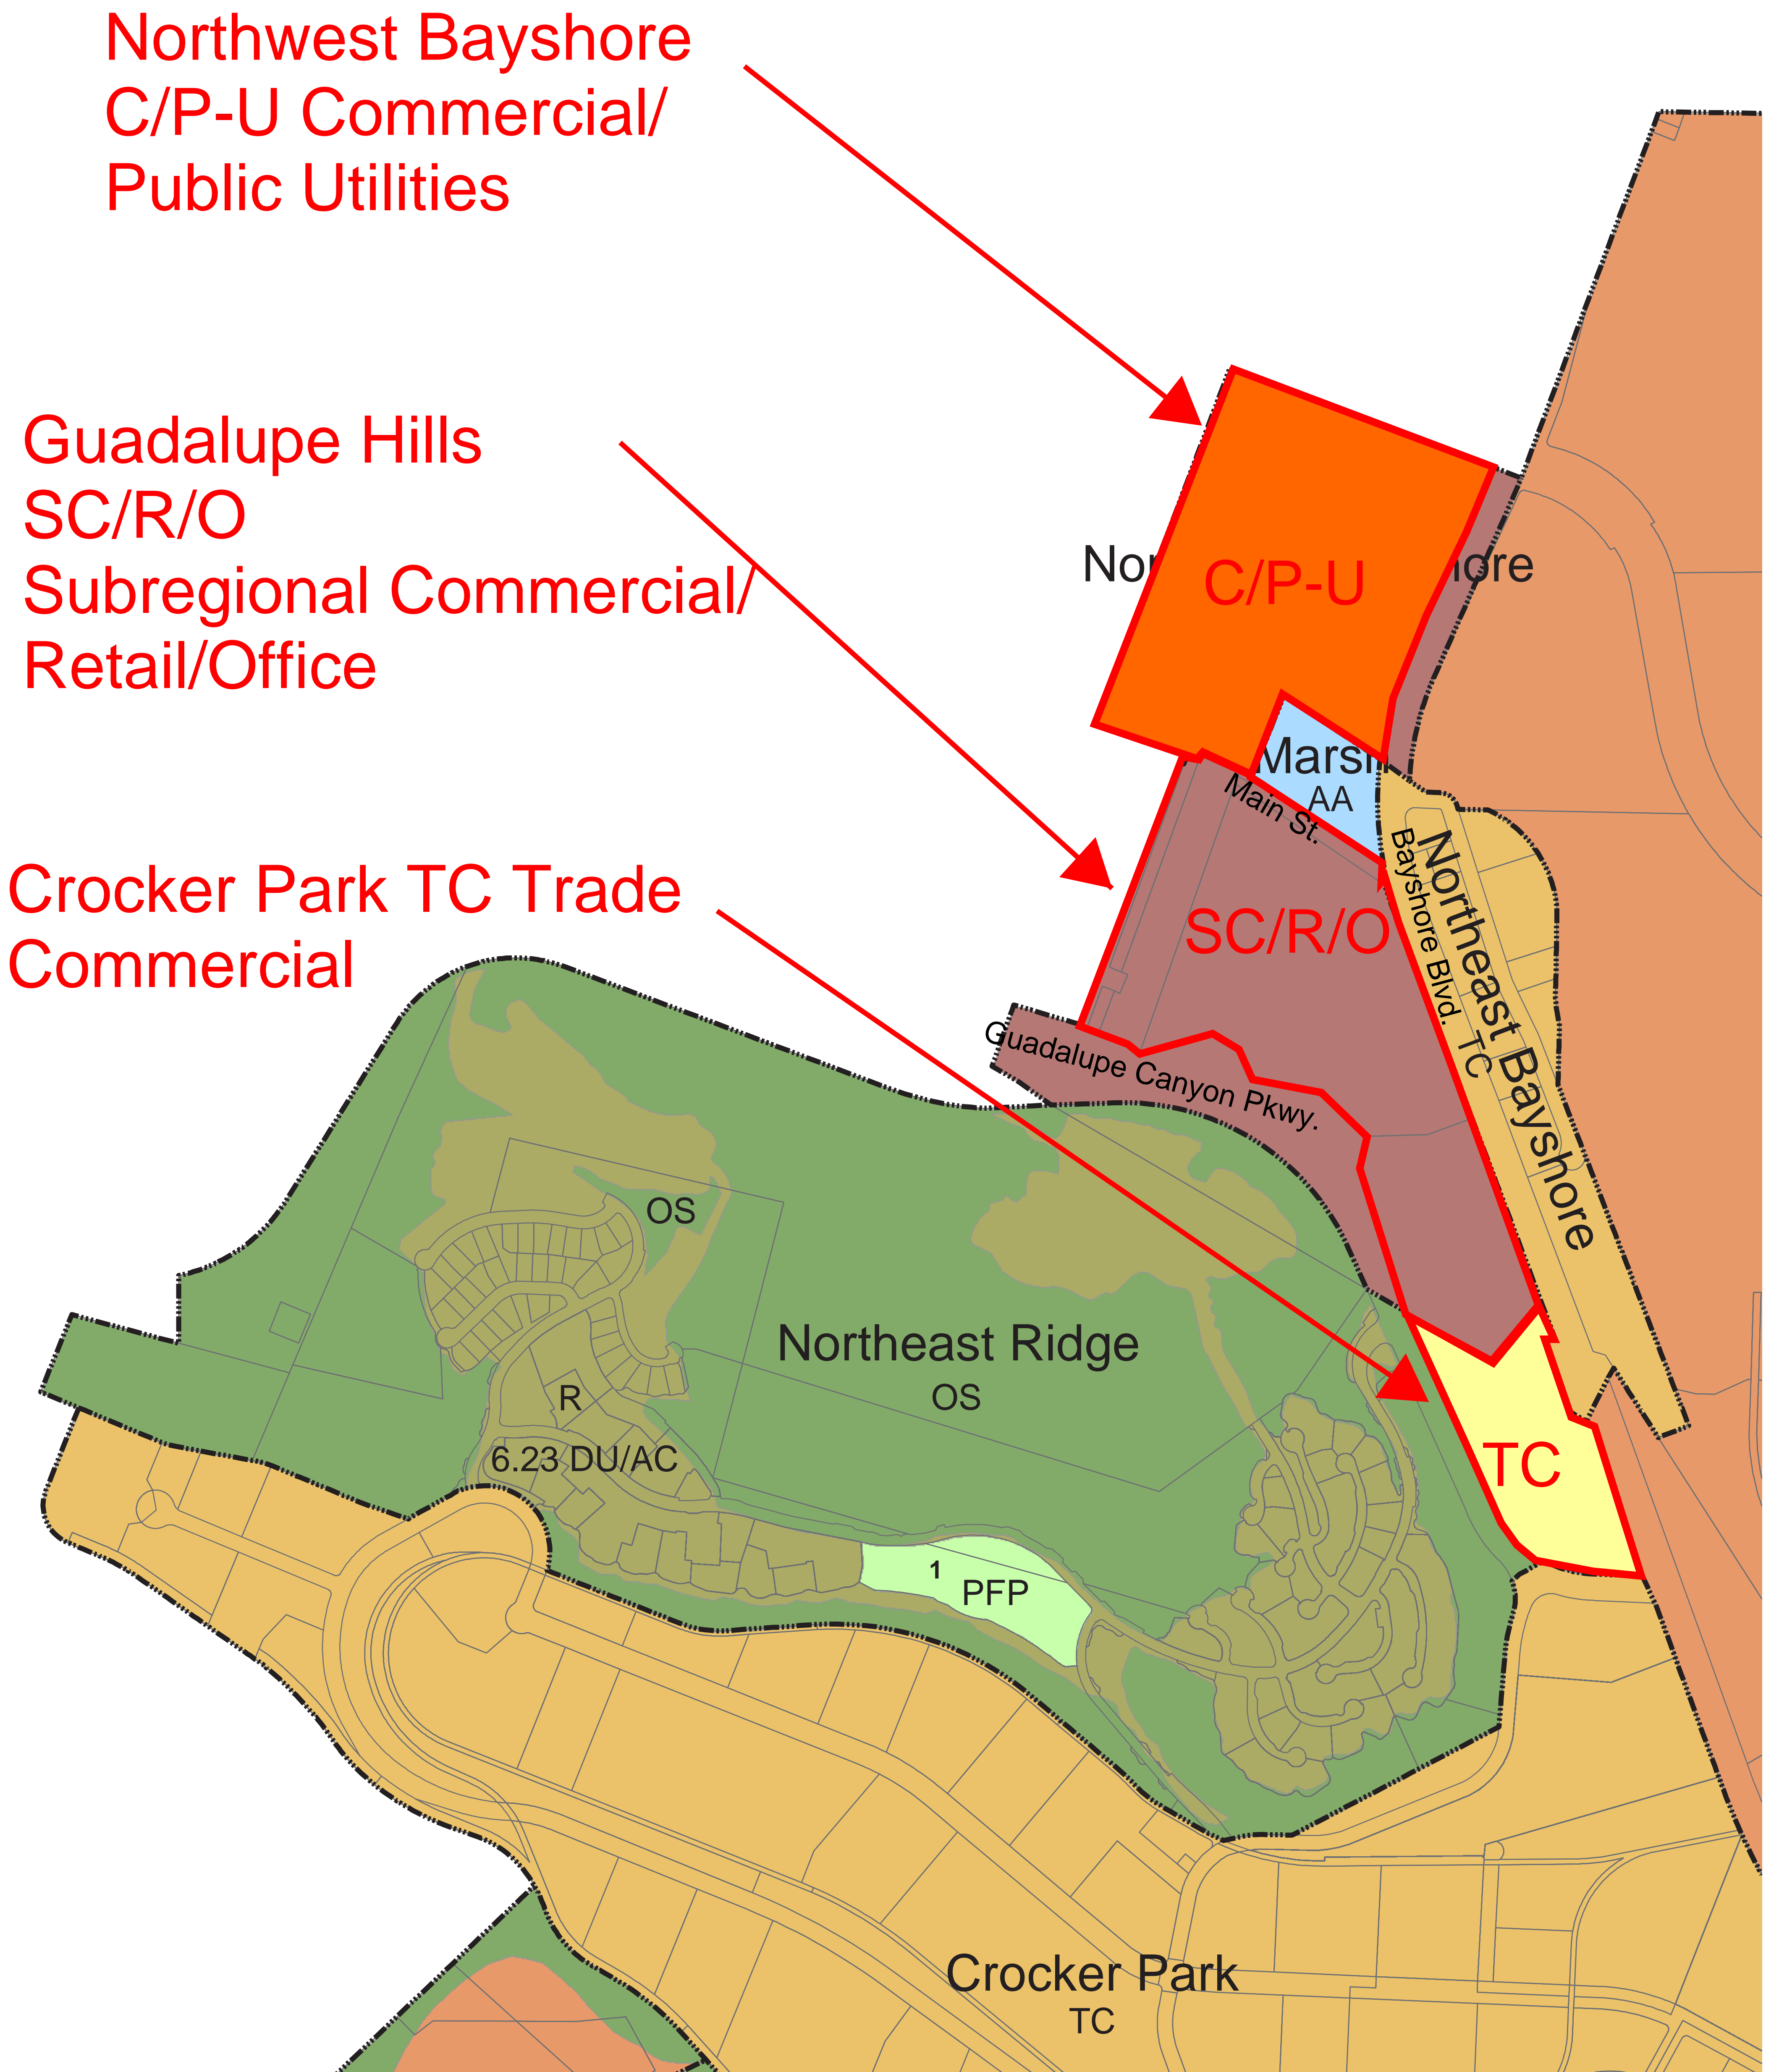 Northwest Bayshore
C/P-U Commercial/
Public Utilities
Guadalupe Hills
SC/R/O
Subregional Commercial/
Retail/Office
Crocker Park TC Trade
Commercial
C/P-U
AA
Main St.
SC/R/O
Northeast Bayshore
TC
Bayshore Blvd.
Guadalupe Canyon Pkwy.
OS
Northeast Ridge
OS
R
6.23 DU/AC
TC
1
PFP
Crocker Park
TC